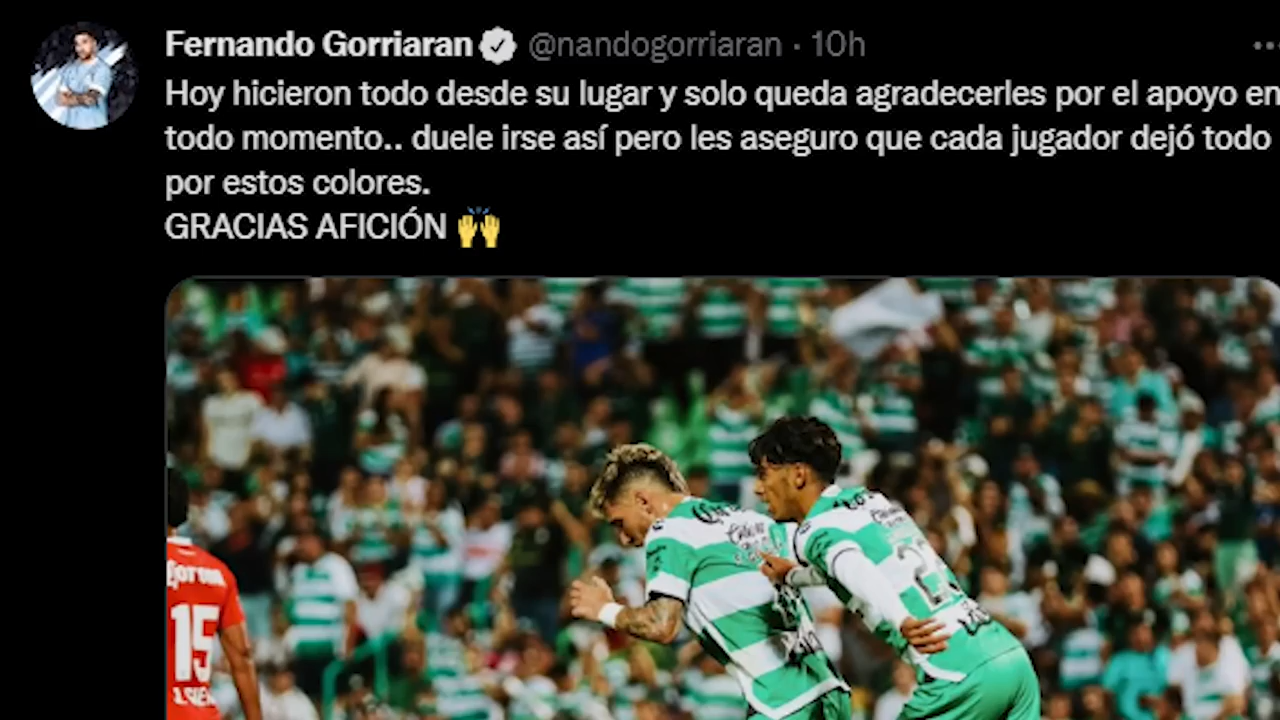 Fernando Gorriaran @nandogorriaran · 10h
Hoy hicieron todo desde su lugar y solo queda agradecerles por el apoyo en
todo momento.. duele irse así pero les aseguro que cada jugador dejó todo
por estos colores.
GRACIAS AFICIÓN 🙌
Corona
15